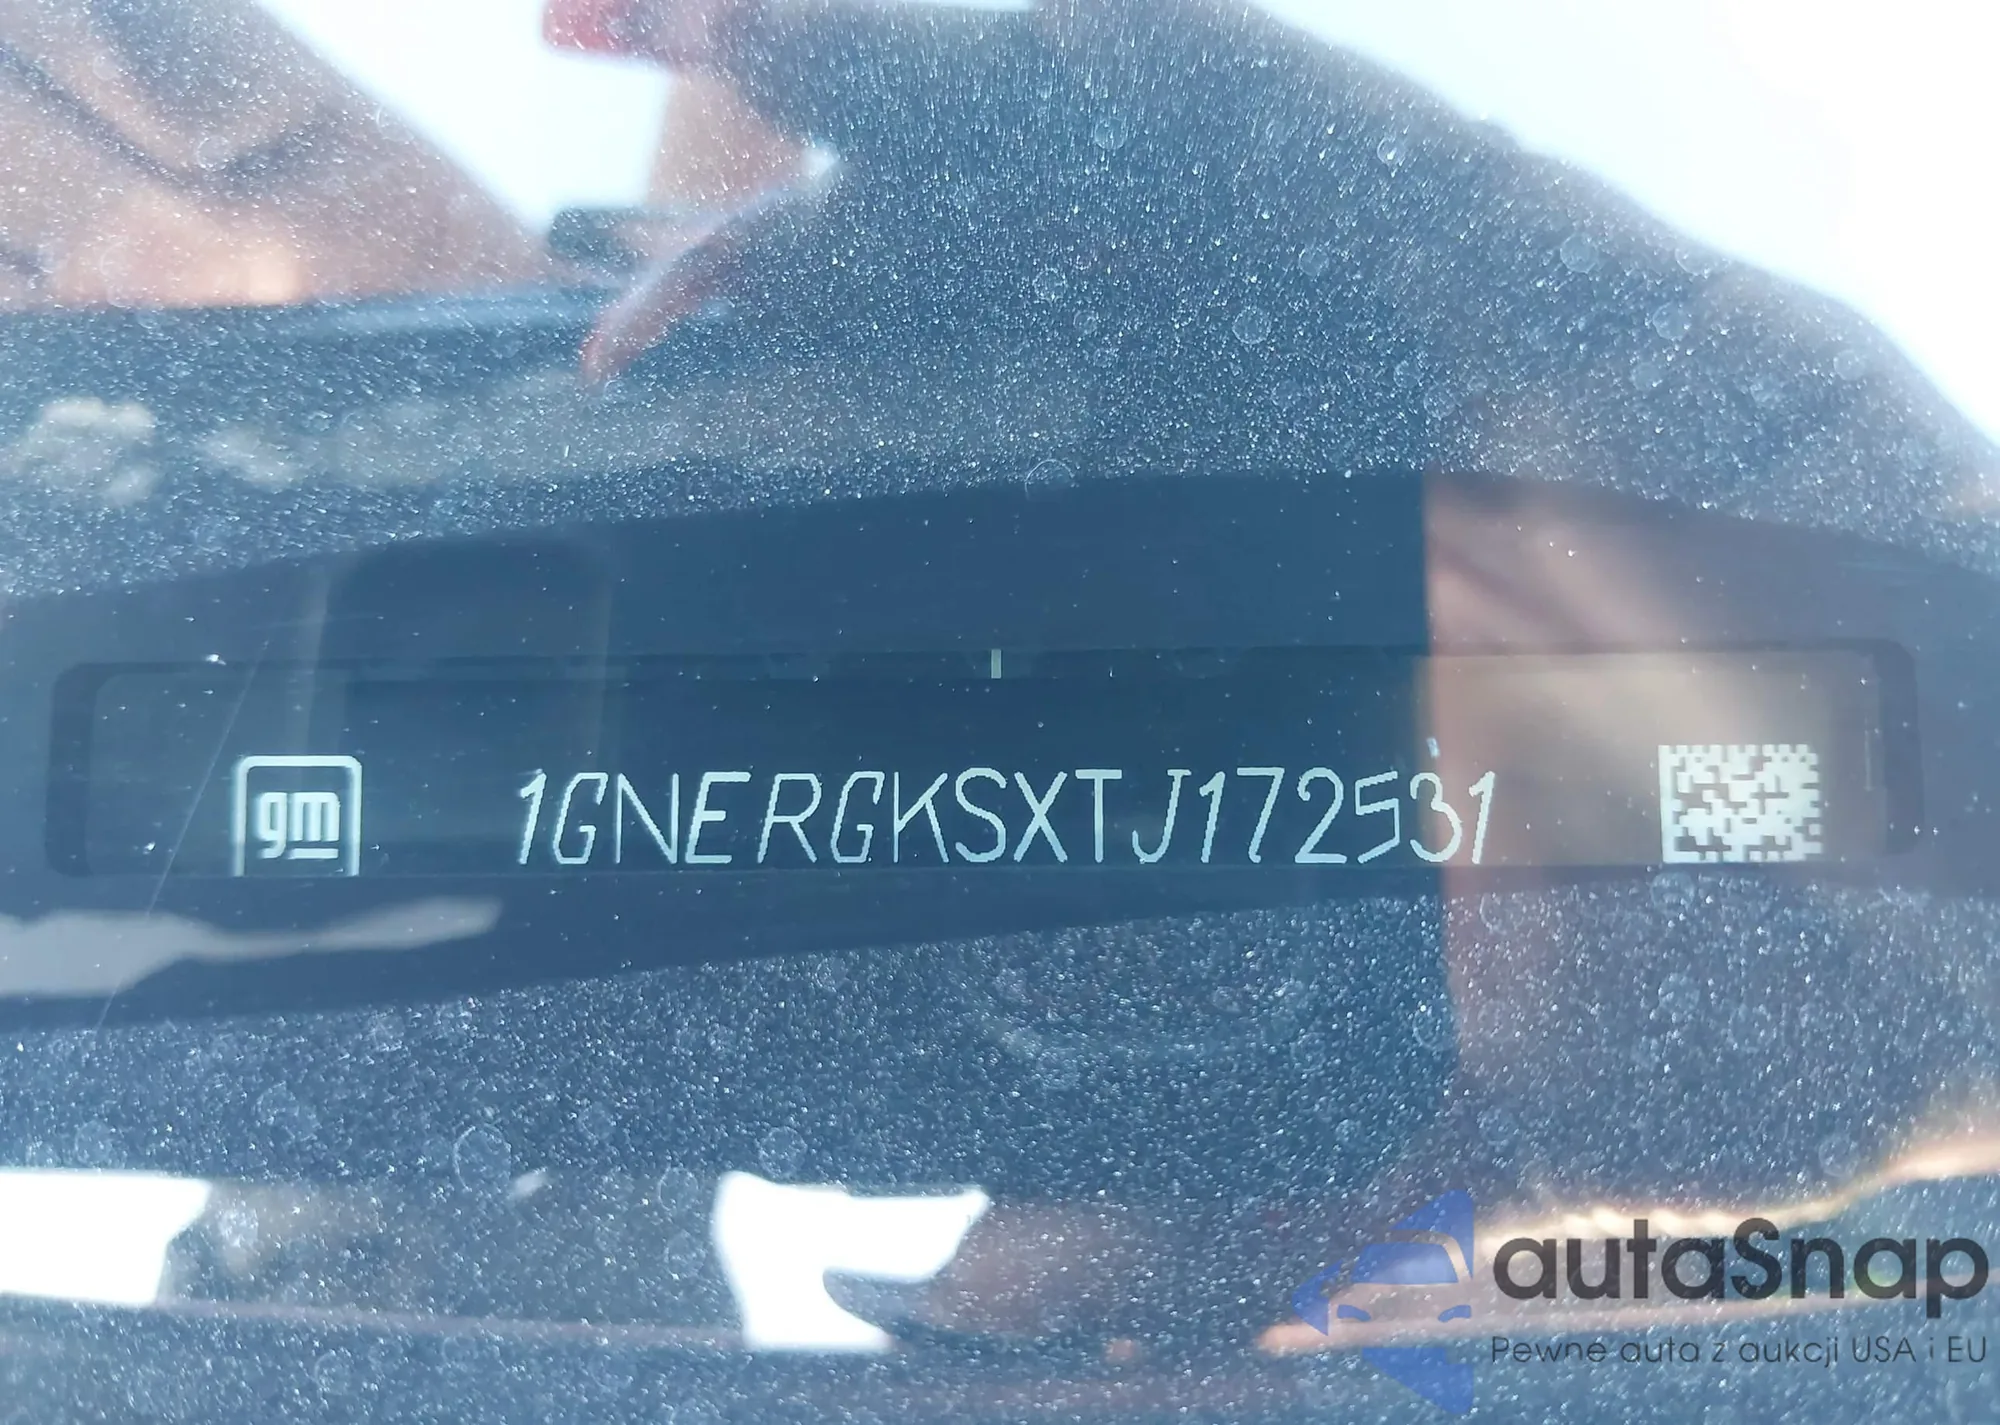 gm 1GNERGKSXTJ172531
autaSnap
Pewne auta z aukcji USA i EU